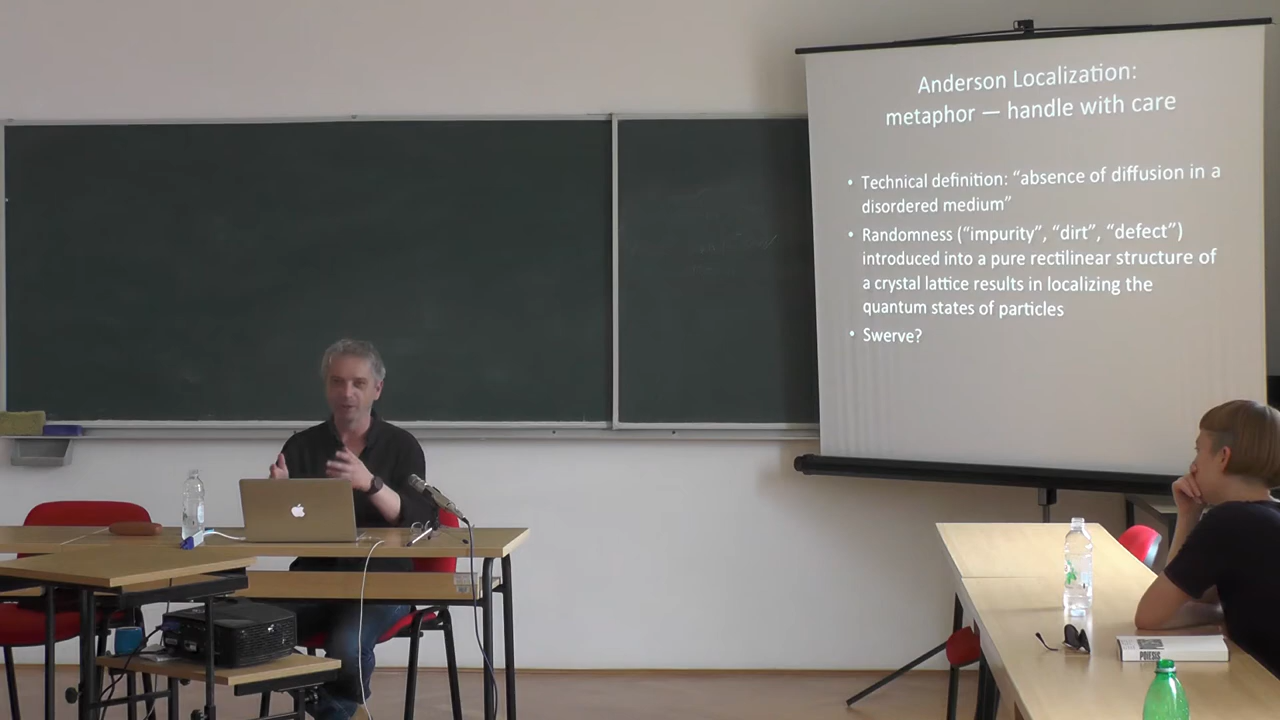 Anderson Localization:
metaphor — handle with care
• Technical definition: “absence of diffusion in a
disordered medium”
• Randomness (“impurity”, “dirt”, “defect”)
introduced into a pure rectilinear structure of
a crystal lattice results in localizing the
quantum states of particles
• Swerve?
POIESIS